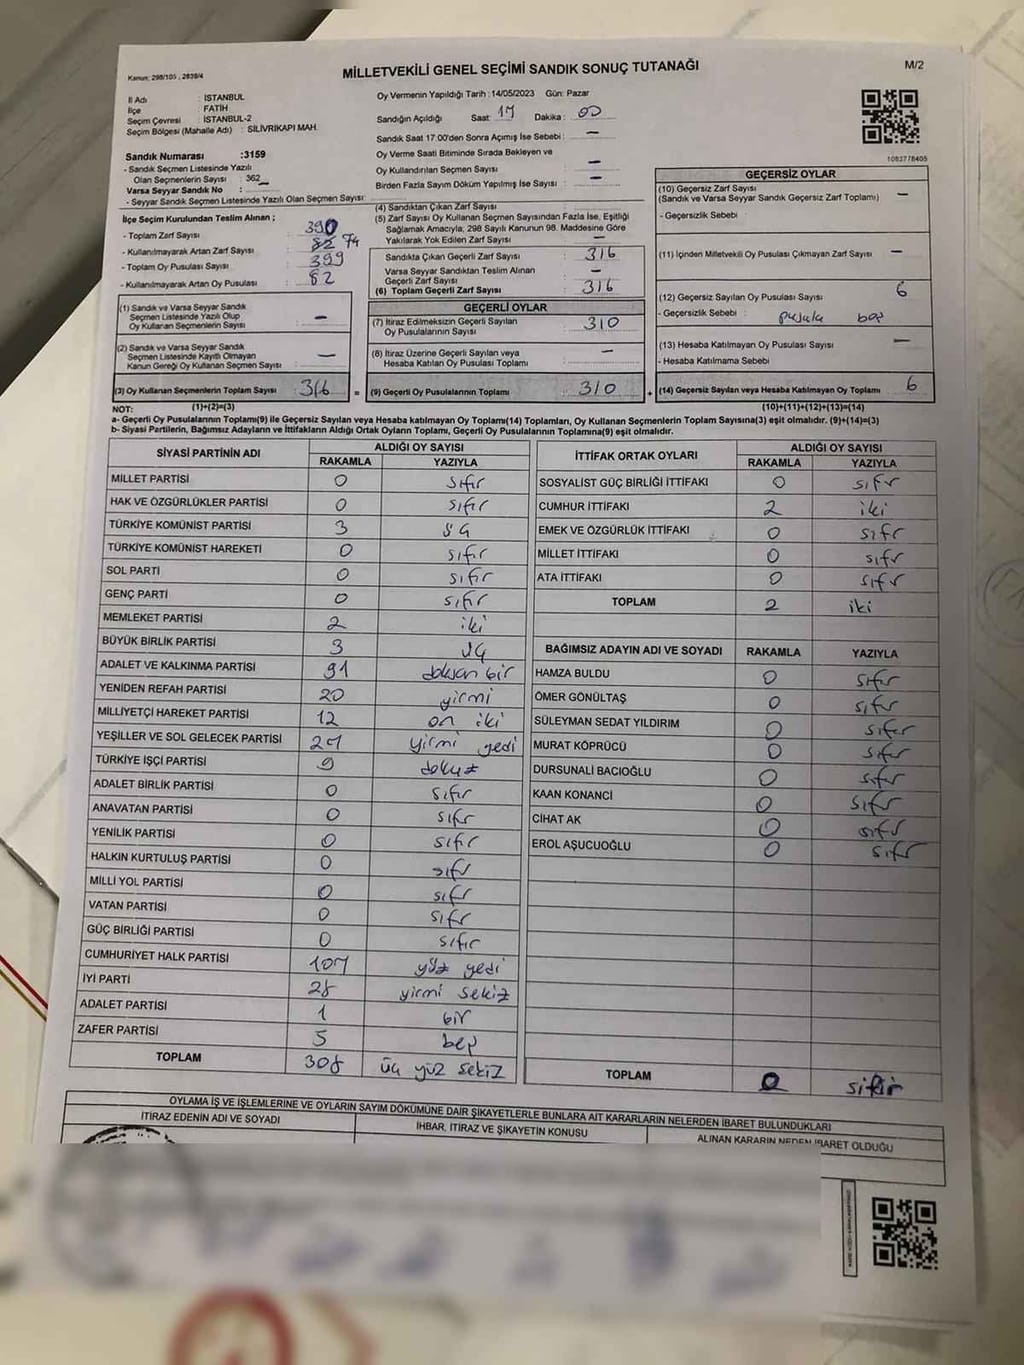 Kanun: 298/105 , 2839/4
MİLLETVEKİLİ GENEL SEÇİMİ SANDIK SONUÇ TUTANAĞI
M/2
İl Adı : İSTANBUL
İlçe : FATİH
Seçim Çevresi : İSTANBUL-2
Seçim Bölgesi (Mahalle Adı) : SİLİVRİKAPI MAH.
Sandık Numarası :3159
- Sandık Seçmen Listesinde Yazılı
Olan Seçmenlerin Sayısı : 362
Varsa Seyyar Sandık No :
- Seyyar Sandık Seçmen Listesinde Yazılı Olan Seçmen Sayısı:
Oy Vermenin Yapıldığı Tarih :14/05/2023 Gün: Pazar
Sandığın Açıldığı Saat: 17 Dakika : 00
Sandık Saat 17.00'den Sonra Açımış İse Sebebi : —
Oy Verme Saati Bitiminde Sırada Bekleyen ve
Oy Kullandırılan Seçmen Sayısı : —
Birden Fazla Sayım Döküm Yapılmış İse Sayısı : —
1083778405
İlçe Seçim Kurulundan Teslim Alınan ;
- Toplam Zarf Sayısı : 390
- Kullanılmayarak Artan Zarf Sayısı : 82 74
- Toplam Oy Pusulası Sayısı : 399
- Kullanılmayarak Artan Oy Pusulası : 82
(4) Sandıktan Çıkan Zarf Sayısı :
(5) Zarf Sayısı Oy Kullanan Seçmen Sayısından Fazla İse, Eşitliği
Sağlamak Amacıyla; 298 Sayılı Kanunun 98. Maddesine Göre
Yakılarak Yok Edilen Zarf Sayısı : —
Sandıkta Çıkan Geçerli Zarf Sayısı : 316
Varsa Seyyar Sandıktan Teslim Alınan
Geçerli Zarf Sayısı : —
(6) Toplam Geçerli Zarf Sayısı : 316
GEÇERSİZ OYLAR
(10) Geçersiz Zarf Sayısı
(Sandık ve Varsa Seyyar Sandık Geçersiz Zarf Toplamı) —
- Geçersizlik Sebebi :
(11) İçinden Milletvekili Oy Pusulası Çıkmayan Zarf Sayısı —
(12) Geçersiz Sayılan Oy Pusulası Sayısı 6
- Geçersizlik Sebebi : pusula boş
(13) Hesaba Katılmayan Oy Pusulası Sayısı —
- Hesaba Katılmama Sebebi
(1) Sandık ve Varsa Seyyar Sandık
Seçmen Listesinde Yazılı Olup
Oy Kullanan Seçmenlerin Sayısı : —
(2) Sandık ve Varsa Seyyar Sandık
Seçmen Listesinde Kayıtlı Olmayan
Kanun Gereği Oy Kullanan Seçmen Sayısı : —
GEÇERLİ OYLAR
(7) İtiraz Edilmeksizin Geçerli Sayılan
Oy Pusulalarının Sayısı : 310
(8) İtiraz Üzerine Geçerli Sayılan veya
Hesaba Katılan Oy Pusulası Toplamı —
(3) Oy Kullanan Seçmenlerin Toplam Sayısı 316 = (9) Geçerli Oy Pusulalarının Toplamı : 310 + (14) Geçersiz Sayılan veya Hesaba Katılmayan Oy Toplamı 6
NOT: (1)+(2)=(3) (10)+(11)+(12)+(13)=(14)
a- Geçerli Oy Pusulalarının Toplamı(9) ile Geçersiz Sayılan veya Hesaba katılmayan Oy Toplamı(14) Toplamları, Oy Kullanan Seçmenlerin Toplam Sayısına(3) eşit olmalıdır. (9)+(14)=(3)
b- Siyasi Partilerin, Bağımsız Adayların ve İttifakların Aldığı Ortak Oyların Toplamı, Geçerli Oy Pusulalarının Toplamına(9) eşit olmalıdır.
SİYASİ PARTİNİN ADI ALDIĞI OY SAYISI
RAKAMLA YAZIYLA
MİLLET PARTİSİ 0 sıfır
HAK VE ÖZGÜRLÜKLER PARTİSİ 0 sıfır
TÜRKİYE KOMÜNİST PARTİSİ 3 üç
TÜRKİYE KOMÜNİST HAREKETİ 0 sıfır
SOL PARTİ 0 sıfır
GENÇ PARTİ 0 sıfır
MEMLEKET PARTİSİ 2 iki
BÜYÜK BİRLİK PARTİSİ 3 üç
ADALET VE KALKINMA PARTİSİ 91 doksan bir
YENİDEN REFAH PARTİSİ 20 yirmi
MİLLİYETÇİ HAREKET PARTİSİ 12 on iki
YEŞİLLER VE SOL GELECEK PARTİSİ 27 yirmi yedi
TÜRKİYE İŞÇİ PARTİSİ 9 dokuz
ADALET BİRLİK PARTİSİ 0 sıfır
ANAVATAN PARTİSİ 0 sıfır
YENİLİK PARTİSİ 0 sıfır
HALKIN KURTULUŞ PARTİSİ 0 sıfır
MİLLİ YOL PARTİSİ 0 sıfır
VATAN PARTİSİ 0 sıfır
GÜÇ BİRLİĞİ PARTİSİ 0 sıfır
CUMHURİYET HALK PARTİSİ 107 yüz yedi
İYİ PARTİ 28 yirmi sekiz
ADALET PARTİSİ 1 bir
ZAFER PARTİSİ 5 beş
TOPLAM 308 üç yüz sekiz
İTTİFAK ORTAK OYLARI ALDIĞI OY SAYISI
RAKAMLA YAZIYLA
SOSYALİST GÜÇ BİRLİĞİ İTTİFAKI 0 sıfır
CUMHUR İTTİFAKI 2 iki
EMEK VE ÖZGÜRLÜK İTTİFAKI 0 sıfır
MİLLET İTTİFAKI 0 sıfır
ATA İTTİFAKI 0 sıfır
TOPLAM 2 iki
BAĞIMSIZ ADAYIN ADI VE SOYADI RAKAMLA YAZIYLA
HAMZA BULDU 0 sıfır
ÖMER GÖNÜLTAŞ 0 sıfır
SÜLEYMAN SEDAT YILDIRIM 0 sıfır
MURAT KÖPRÜCÜ 0 sıfır
DURSUNALİ BACIOĞLU 0 sıfır
KAAN KONANCİ 0 sıfır
CİHAT AK 0 sıfır
EROL AŞUCUOĞLU 0 sıfır
TOPLAM 0 sıfır
OYLAMA İŞ VE İŞLEMLERİNE VE OYLARIN SAYIM DÖKÜMÜNE DAİR ŞİKAYETLERLE BUNLARA AİT KARARLARIN NELERDEN İBARET BULUNDUKLARI
İTİRAZ EDENİN ADI VE SOYADI İHBAR, İTİRAZ VE ŞİKAYETİN KONUSU ALINAN KARARIN NEDEN İBARET OLDUĞU